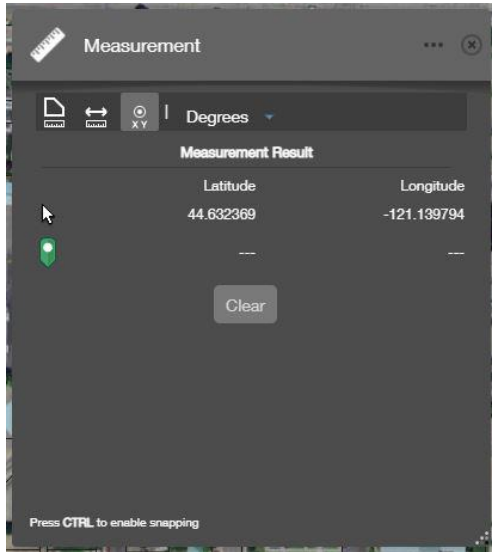 Measurement
X Y Degrees
Measurement Result
Latitude Longitude
44.632369 -121.139794
--- ---
Clear
Press CTRL to enable snapping